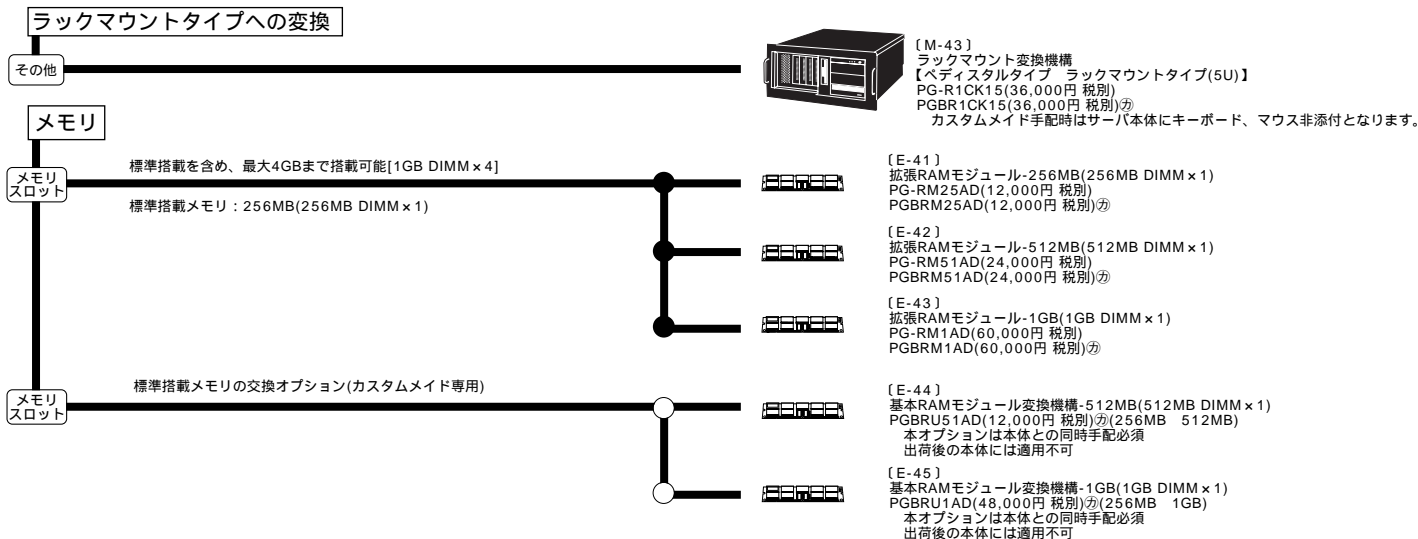 ラックマウントタイプへの変換
その他
〔M-43〕
ラックマウント変換機構
【ペディスタルタイプ　ラックマウントタイプ(5U)】
PG-R1CK15(36,000円 税別)
PGBR1CK15(36,000円 税別)㋕
カスタムメイド手配時はサーバ本体にキーボード、マウス非添付となります。
メモリ
メモリ
スロット
標準搭載を含め、最大4GBまで搭載可能[1GB DIMM×4]
標準搭載メモリ：256MB(256MB DIMM×1)
〔E-41〕
拡張RAMモジュール-256MB(256MB DIMM×1)
PG-RM25AD(12,000円 税別)
PGBRM25AD(12,000円 税別)㋕
〔E-42〕
拡張RAMモジュール-512MB(512MB DIMM×1)
PG-RM51AD(24,000円 税別)
PGBRM51AD(24,000円 税別)㋕
〔E-43〕
拡張RAMモジュール-1GB(1GB DIMM×1)
PG-RM1AD(60,000円 税別)
PGBRM1AD(60,000円 税別)㋕
メモリ
スロット
標準搭載メモリの交換オプション(カスタムメイド専用)
〔E-44〕
基本RAMモジュール変換機構-512MB(512MB DIMM×1)
PGBRU51AD(12,000円 税別)㋕(256MB　512MB)
本オプションは本体との同時手配必須
出荷後の本体には適用不可
〔E-45〕
基本RAMモジュール変換機構-1GB(1GB DIMM×1)
PGBRU1AD(48,000円 税別)㋕(256MB　1GB)
本オプションは本体との同時手配必須
出荷後の本体には適用不可